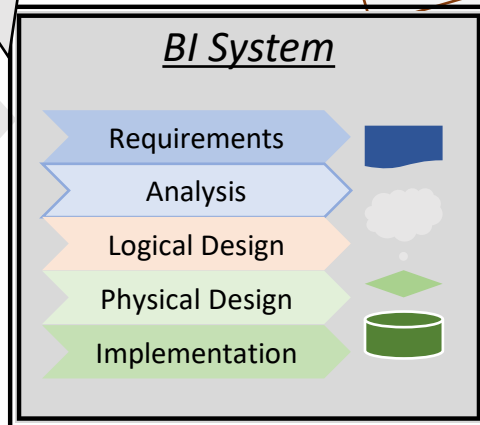 BI System
Requirements
Analysis
Logical Design
Physical Design
Implementation